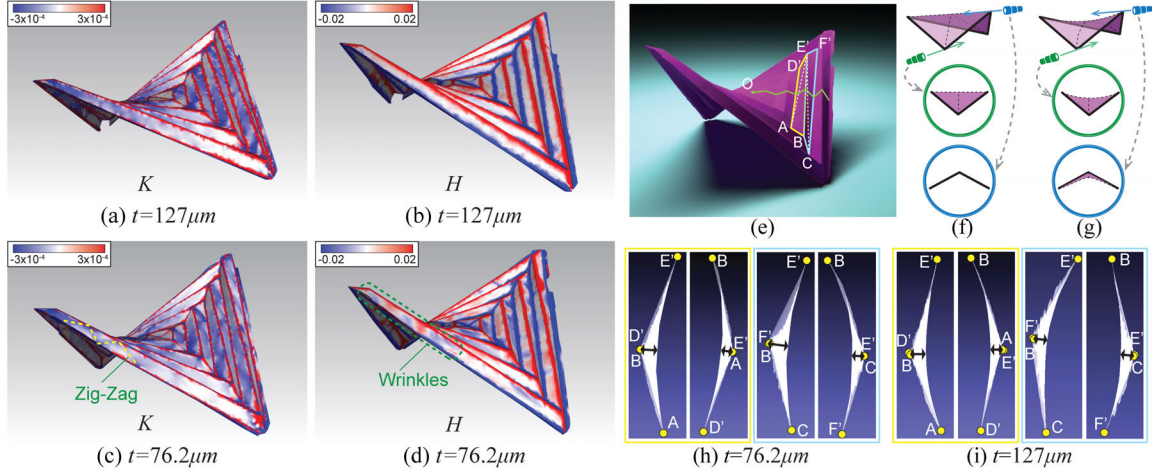 -3x10⁻⁴ 3x10⁻⁴
K
(a) t=127μm
-0.02 0.02
H
(b) t=127μm
O
D'
E'
F'
A
B
C
(e)
(f)
(g)
-3x10⁻⁴ 3x10⁻⁴
Zig-Zag
K
(c) t=76.2μm
-0.02 0.02
Wrinkles
H
(d) t=76.2μm
E' B E' B
D' E' F' E'
B A B C
A D' C F'
(h) t=76.2μm
E' B E' B
D' A F' E'
B E' B C
A D' C F'
(i) t=127μm